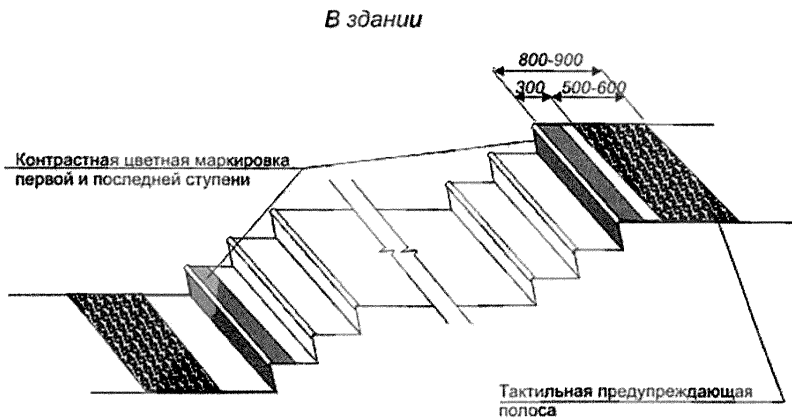 В здании
800-900
300 500-600
Контрастная цветная маркировка
первой и последней ступени
Тактильная предупреждающая
полоса